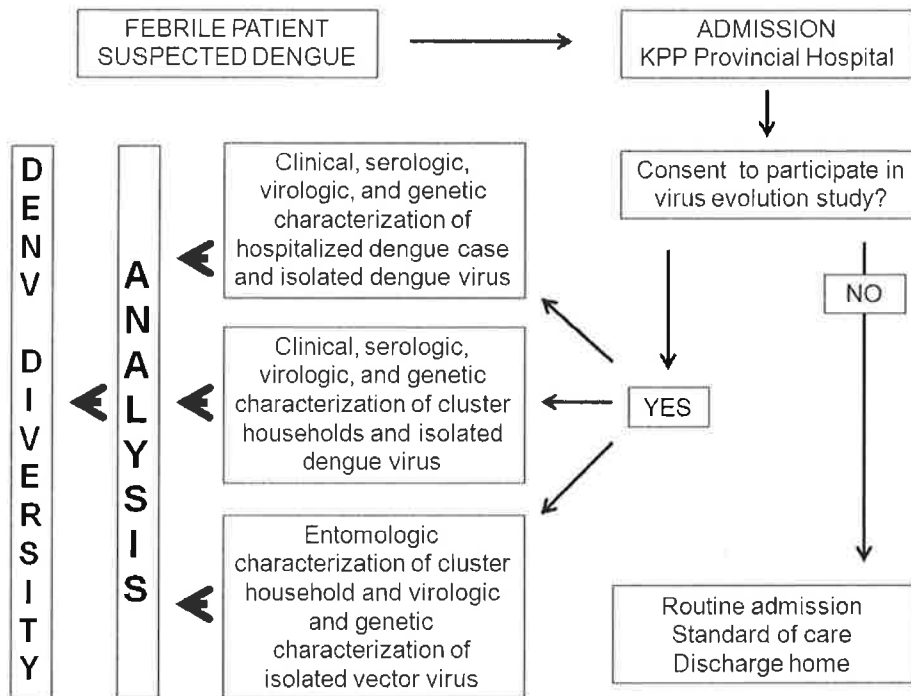 FEBRILE PATIENT
SUSPECTED DENGUE
ADMISSION
KPP Provincial Hospital
Consent to participate in
virus evolution study?
NO
YES
Routine admission
Standard of care
Discharge home
Clinical, serologic,
virologic, and genetic
characterization of
hospitalized dengue case
and isolated dengue virus
Clinical, serologic,
virologic, and genetic
characterization of cluster
households and isolated
dengue virus
Entomologic
characterization of cluster
household and virologic
and genetic
characterization of
isolated vector virus
ANALYSIS
DENV DIVERSITY